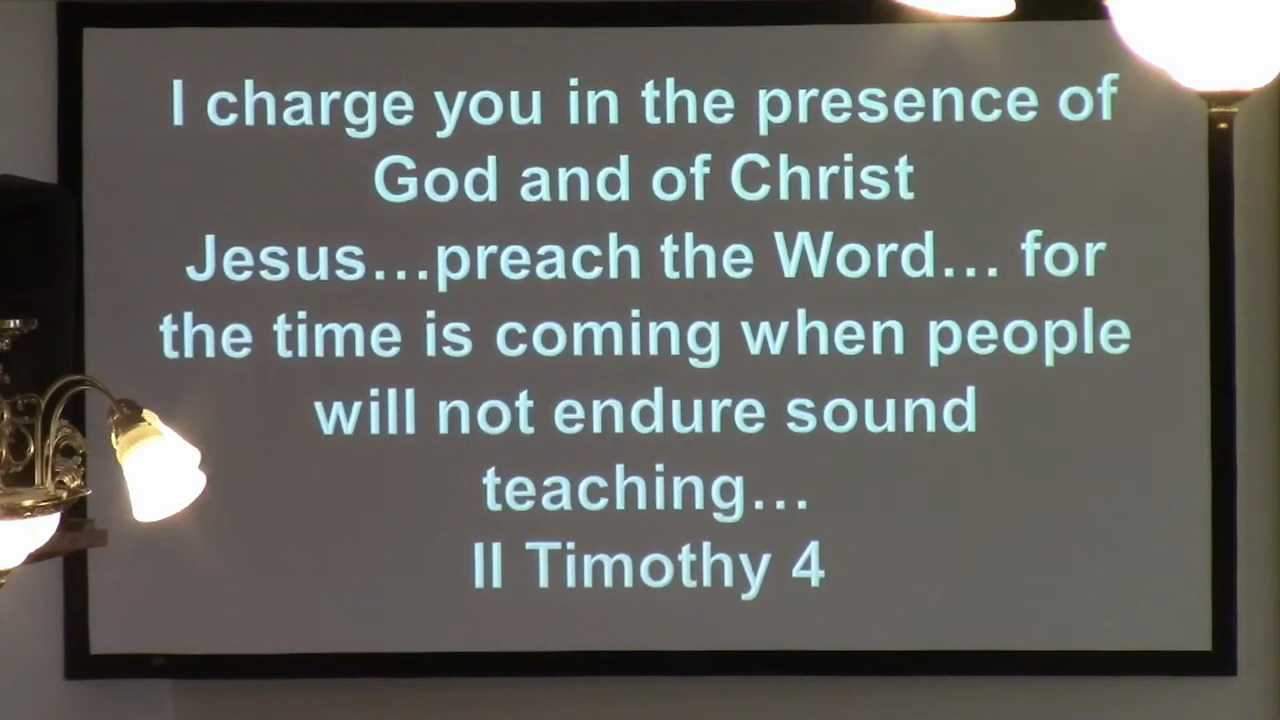 I charge you in the presence of
God and of Christ
Jesus…preach the Word… for
the time is coming when people
will not endure sound
teaching…
II Timothy 4